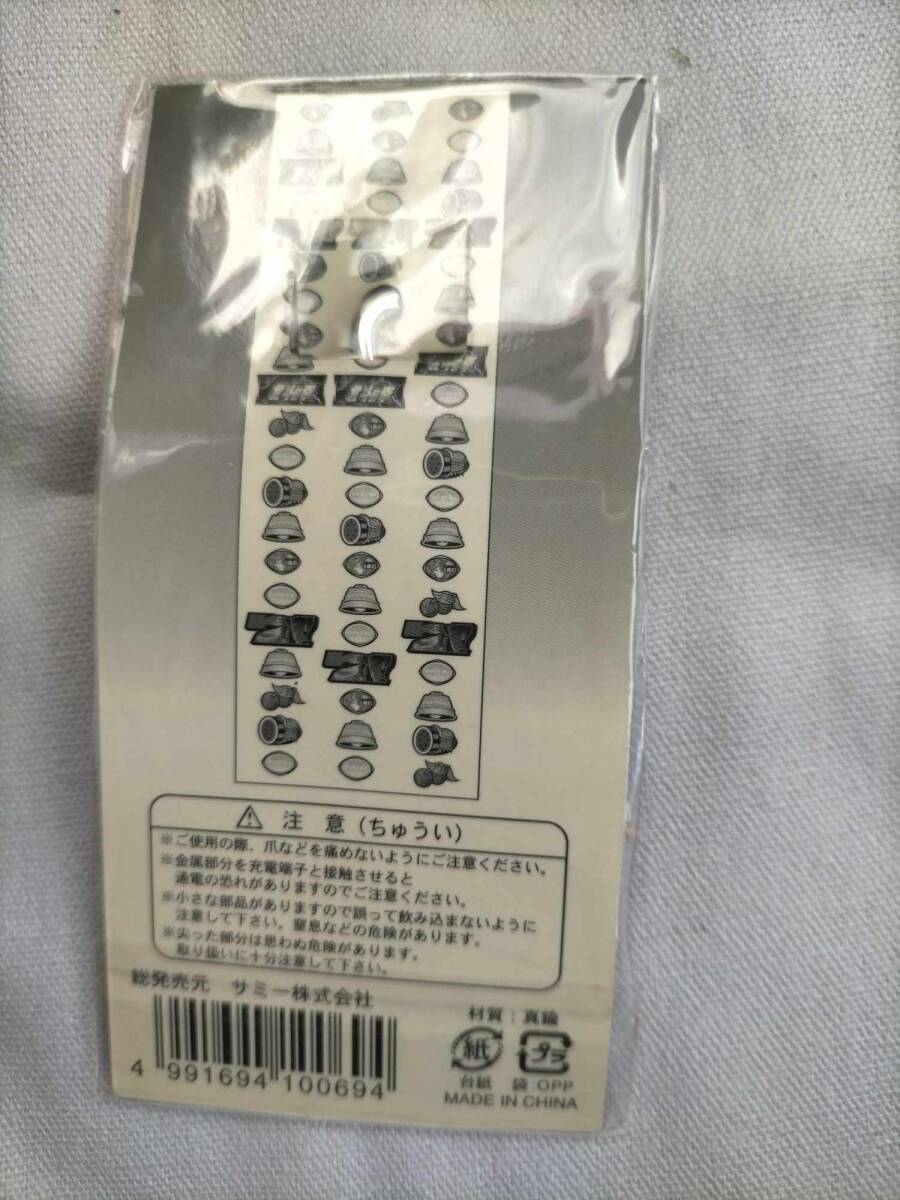 北斗の拳 北斗の拳
⚠ 注 意（ちゅうい）
※ご使用の際、爪などを痛めないようにご注意ください。
※金属部分を充電端子と接触させると
通電の恐れがありますのでご注意ください。
※小さな部品がありますので誤って飲み込まないように
注意して下さい。窒息などの危険があります。
※尖った部分は思わぬ危険があります。
取り扱いに十分注意して下さい。
総発売元 サミー株式会社
4 991694 100694
材質：真鍮
紙 プラ
台紙 袋：OPP
MADE IN CHINA